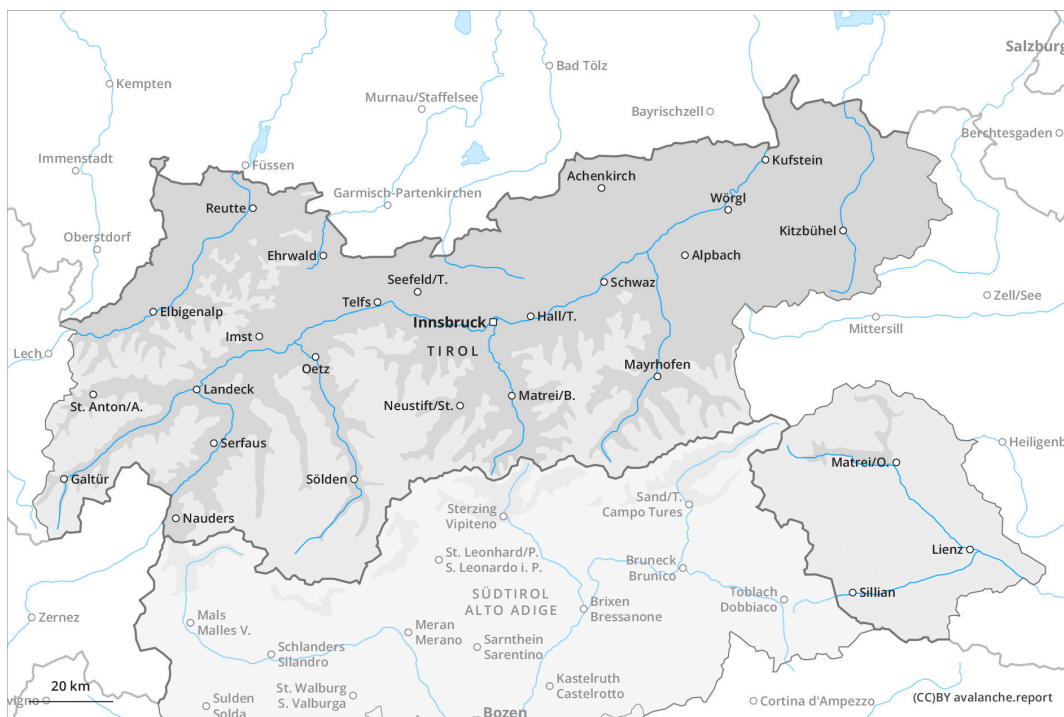 Salzburg
Kempten
Bad Tölz
Murnau/Staffelsee
Bayrischzell
Berchtesgaden
Immenstadt
Füssen
Kufstein
Achenkirch
Garmisch-Partenkirchen
Reutte
Wörgl
Oberstdorf
Kitzbühel
Ehrwald
Alpbach
Seefeld/T.
Schwaz
Zell/See
Telfs
Elbigenalp
Innsbruck
Hall/T.
Mittersill
Imst
Lech
TIROL
Oetz
Mayrhofen
Landeck
St. Anton/A.
Neustift/St.
Matrei/B.
Serfaus
Heiligenb
Matrei/O.
Galtür
Sölden
Sand/T.
Campo Tures
Sterzing
Vipiteno
Nauders
Lienz
St. Leonhard/P.
S. Leonardo i. P.
Bruneck
Brunico
SÜDTIROL
ALTO ADIGE
Toblach
Dobbiaco
Sillian
Brixen
Bressanone
Zernez
Mals
Malles V.
Meran
Merano
Schlanders
Silandro
Sarnthein
Sarentino
Kastelruth
Castelrotto
20 km
vigno
St. Walburg
S. Valburga
Sulden
Solda
Bozen
Cortina d'Ampezzo
(CC)BY avalanche.report